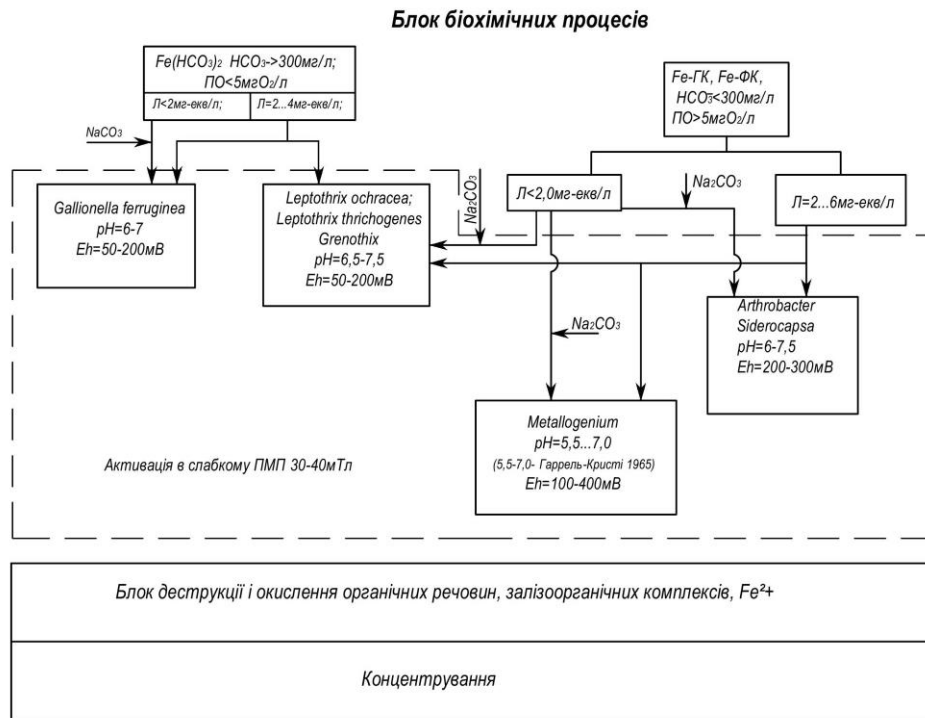 Блок біохімічних процесів
Fe(HCO₃)₂ HCO₃->300мг/л;
ПО<5мгО₂/л
Л<2мг-екв/л;
Л=2...4мг-екв/л;
NaCO₃
Fe-ГК, Fe-ФК,
HCO₃̅<300мг/л
ПО>5мгО₂/л
Na₂CO₃
Л<2,0мг-екв/л
Na₂CO₃
Л=2...6мг-екв/л
Gallionella ferruginea
pH=6-7
Eh=50-200мВ
Leptothrix ochracea;
Leptothrix thrichogenes
Grenothix
pH=6,5-7,5
Eh=50-200мВ
Arthrobacter
Siderocapsa
pH=6-7,5
Eh=200-300мВ
Na₂CO₃
Metallogenium
pH=5,5...7,0
(5,5-7,0- Гаррель-Кристі 1965)
Eh=100-400мВ
Активація в слабкому ПМП 30-40мТл
Блок деструкції і окислення органічних речовин, залізоорганічних комплексів, Fe²+
Концентрування